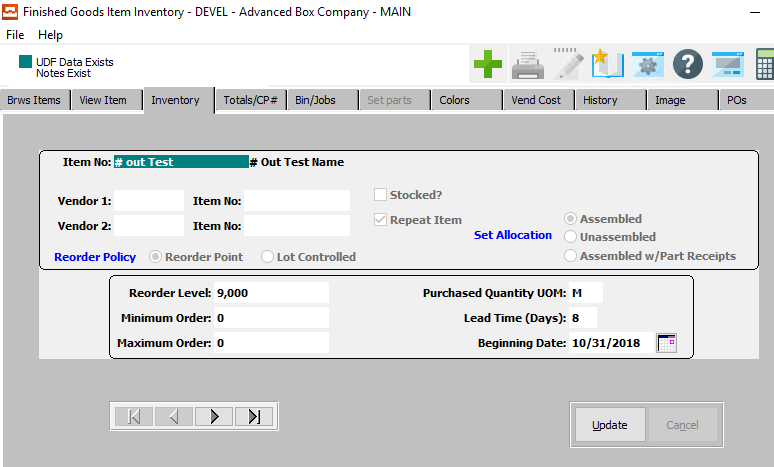 Finished Goods Item Inventory - DEVEL - Advanced Box Company - MAIN
File Help
UDF Data Exists
Notes Exist
Brws Items View Item Inventory Totals/CP# Bin/Jobs Set parts Colors Vend Cost History Image POs
Item No: # out Test # Out Test Name
Vendor 1: Item No:
Stocked?
Vendor 2: Item No:
Repeat Item
Set Allocation
Assembled
Unassembled
Assembled w/Part Receipts
Reorder Policy Reorder Point Lot Controlled
Reorder Level: 9,000 Purchased Quantity UOM: M
Minimum Order: 0 Lead Time (Days): 8
Maximum Order: 0 Beginning Date: 10/31/2018
Update Cancel